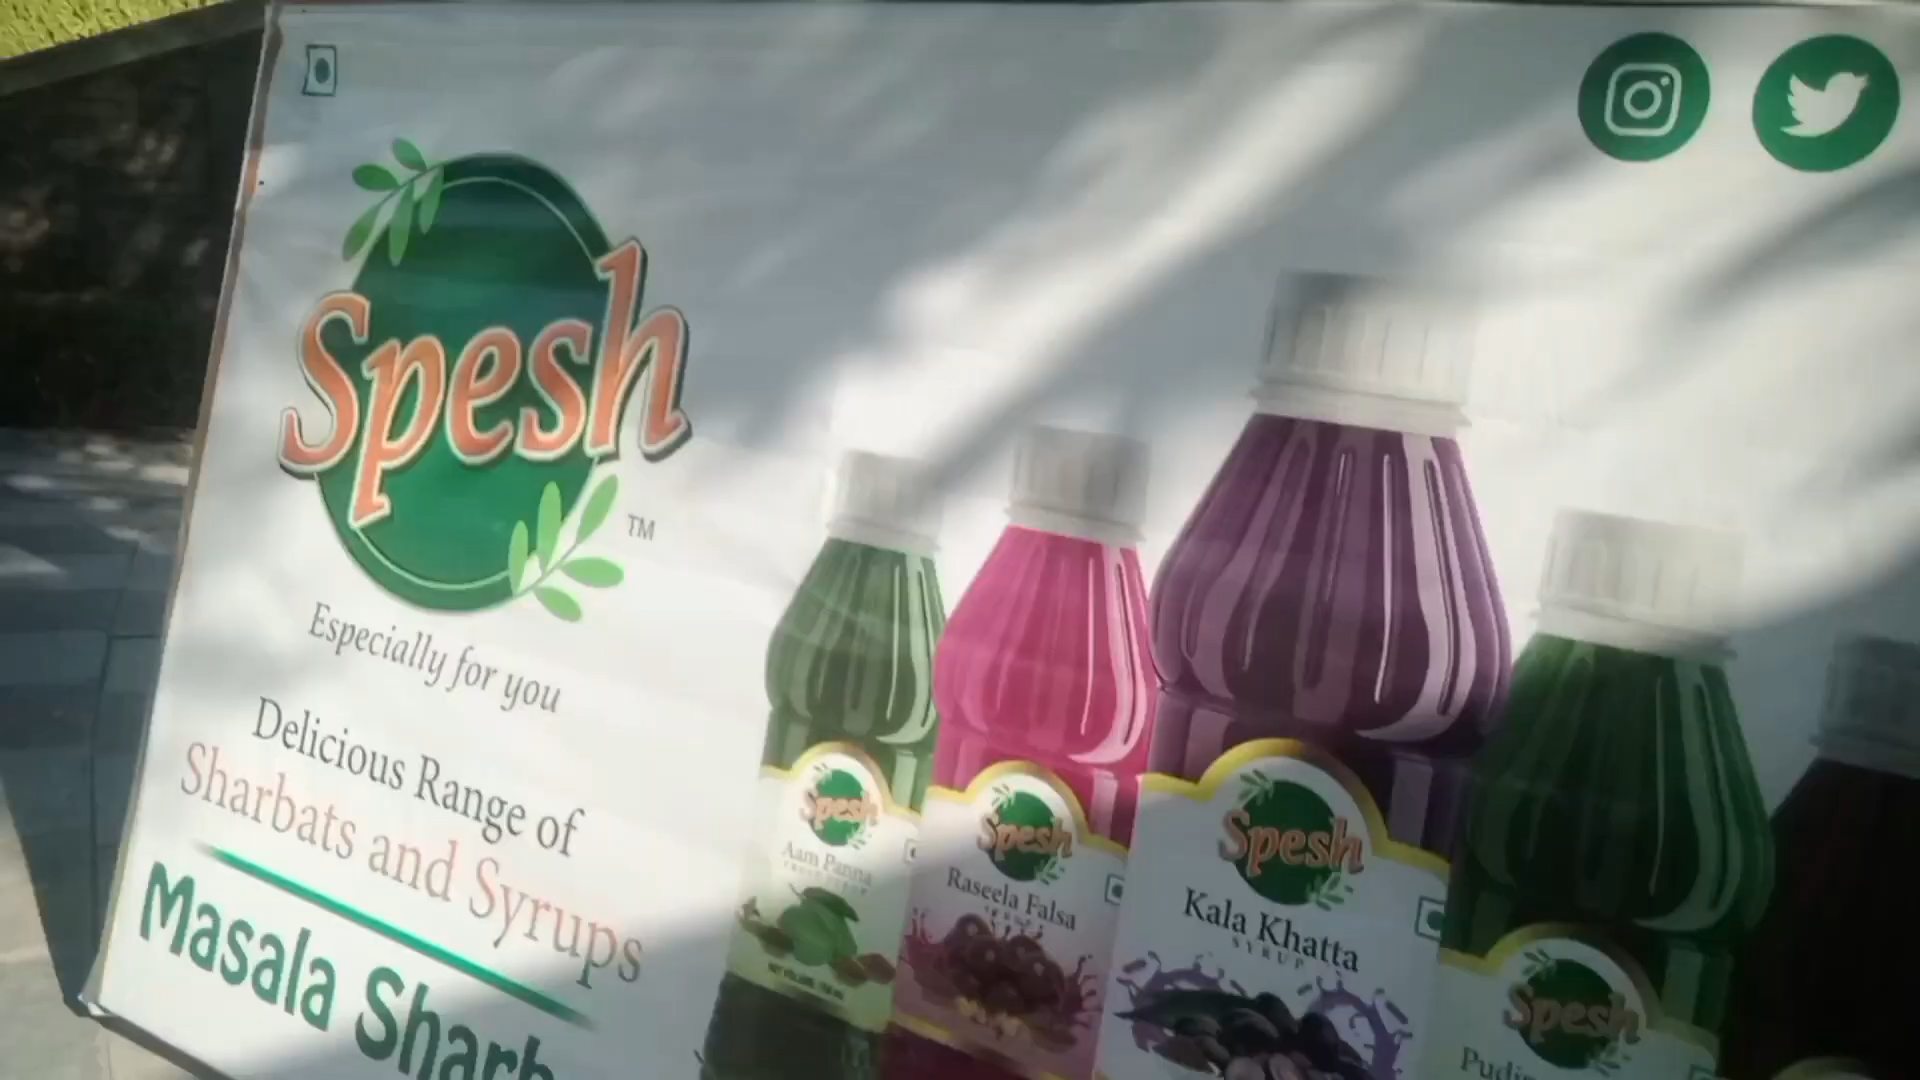 Spesh
TM
Especially for you
Delicious Range of
Sharbats and Syrups
Masala
Spesh
Aam Panna
Spesh
Raseela Falsa
SYRUP
Spesh
Kala Khatta
SYRUP
Spesh